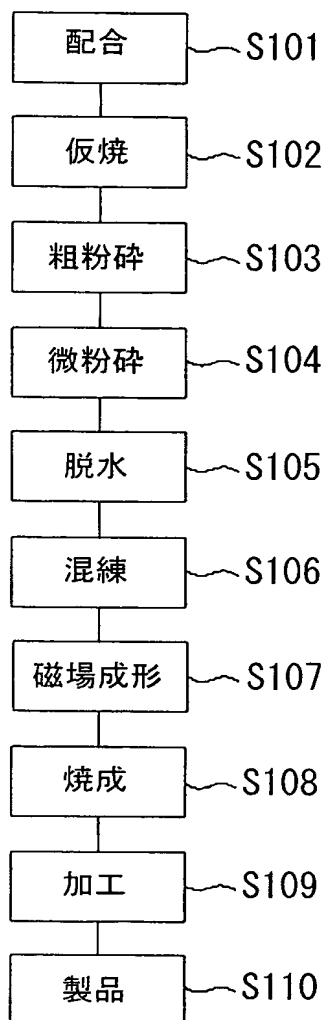 配合 S101
仮焼 S102
粗粉砕 S103
微粉砕 S104
脱水 S105
混練 S106
磁場成形 S107
焼成 S108
加工 S109
製品 S110